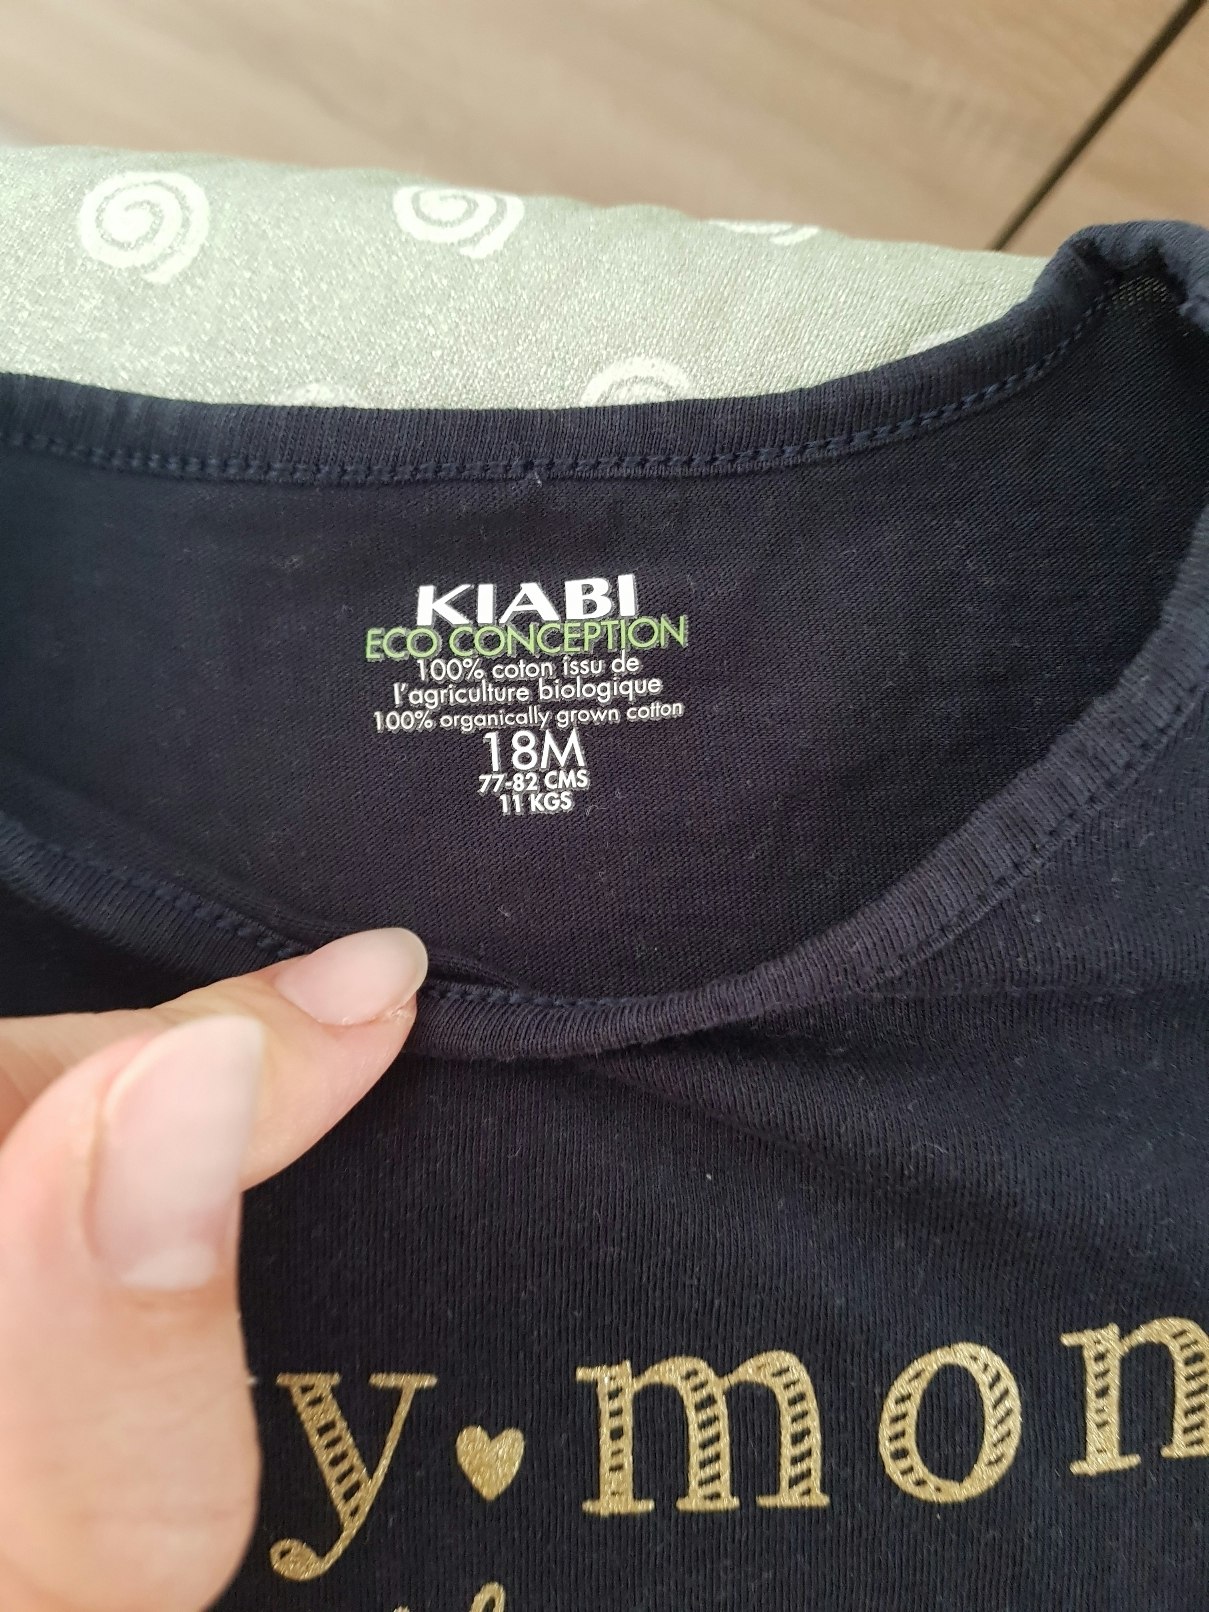 KIABI
ECO CONCEPTION
100% coton issu de
l'agriculture biologique
100% organically grown cotton
18M
77-82 CMS
11 KGS
y♥mon